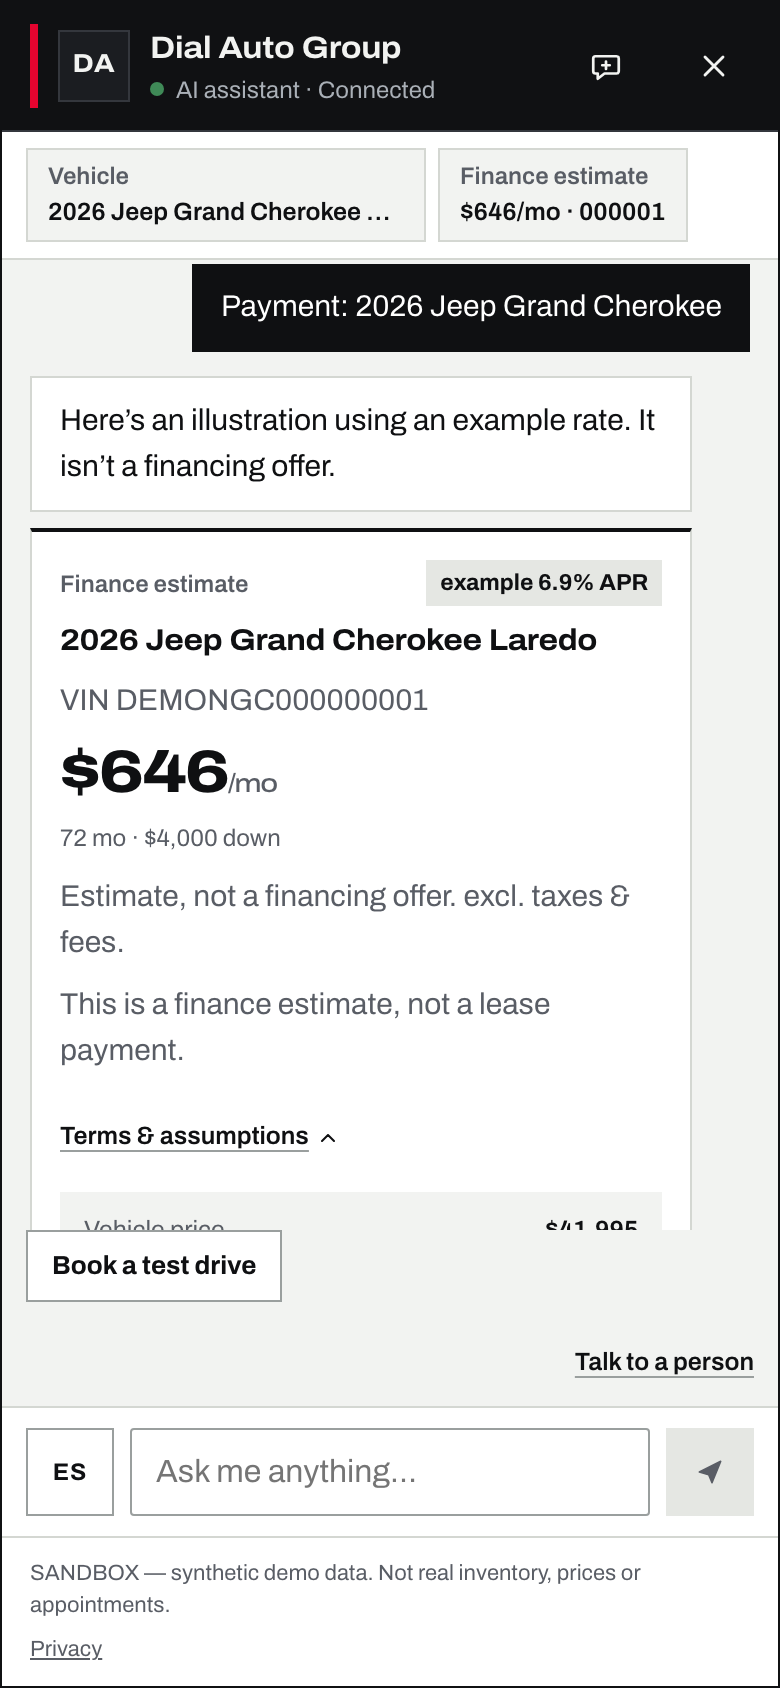 DA
Dial Auto Group
AI assistant · Connected
Vehicle
2026 Jeep Grand Cherokee …
Finance estimate
$646/mo · 000001
Payment: 2026 Jeep Grand Cherokee
Here’s an illustration using an example rate. It
isn’t a financing offer.
Finance estimate
example 6.9% APR
2026 Jeep Grand Cherokee Laredo
VIN DEMONGC000000001
$646/mo
72 mo · $4,000 down
Estimate, not a financing offer. excl. taxes &
fees.
This is a finance estimate, not a lease
payment.
Terms & assumptions
Vehicle price
$41,995
Book a test drive
Talk to a person
ES
Ask me anything...
SANDBOX — synthetic demo data. Not real inventory, prices or
appointments.
Privacy